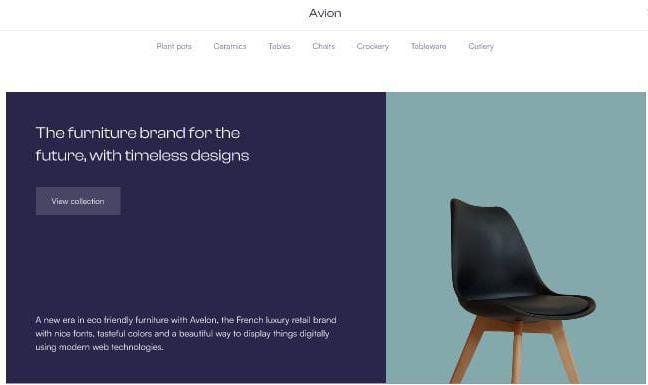 Avion
Plant pots Ceramics Tables Chairs Crockery Tableware Cutlery
The furniture brand for the
future, with timeless designs
View collection
A new era in eco friendly furniture with Avelon, the French luxury retail brand
with nice fonts, tasteful colors and a beautiful way to display things digitally
using modern web technologies.